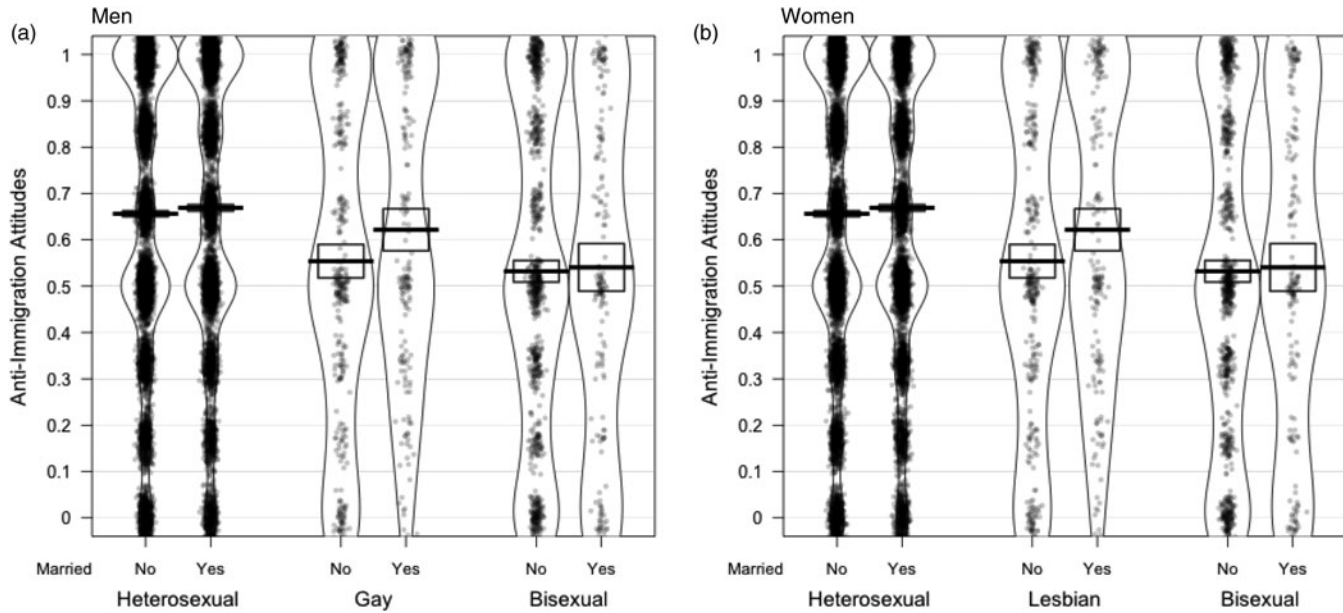 (a) Men
Anti-Immigration Attitudes
1
0.9
0.8
0.7
0.6
0.5
0.4
0.3
0.2
0.1
0
Married No Yes No Yes No Yes
Heterosexual Gay Bisexual
(b) Women
Anti-Immigration Attitudes
1
0.9
0.8
0.7
0.6
0.5
0.4
0.3
0.2
0.1
0
Married No Yes No Yes No Yes
Heterosexual Lesbian Bisexual